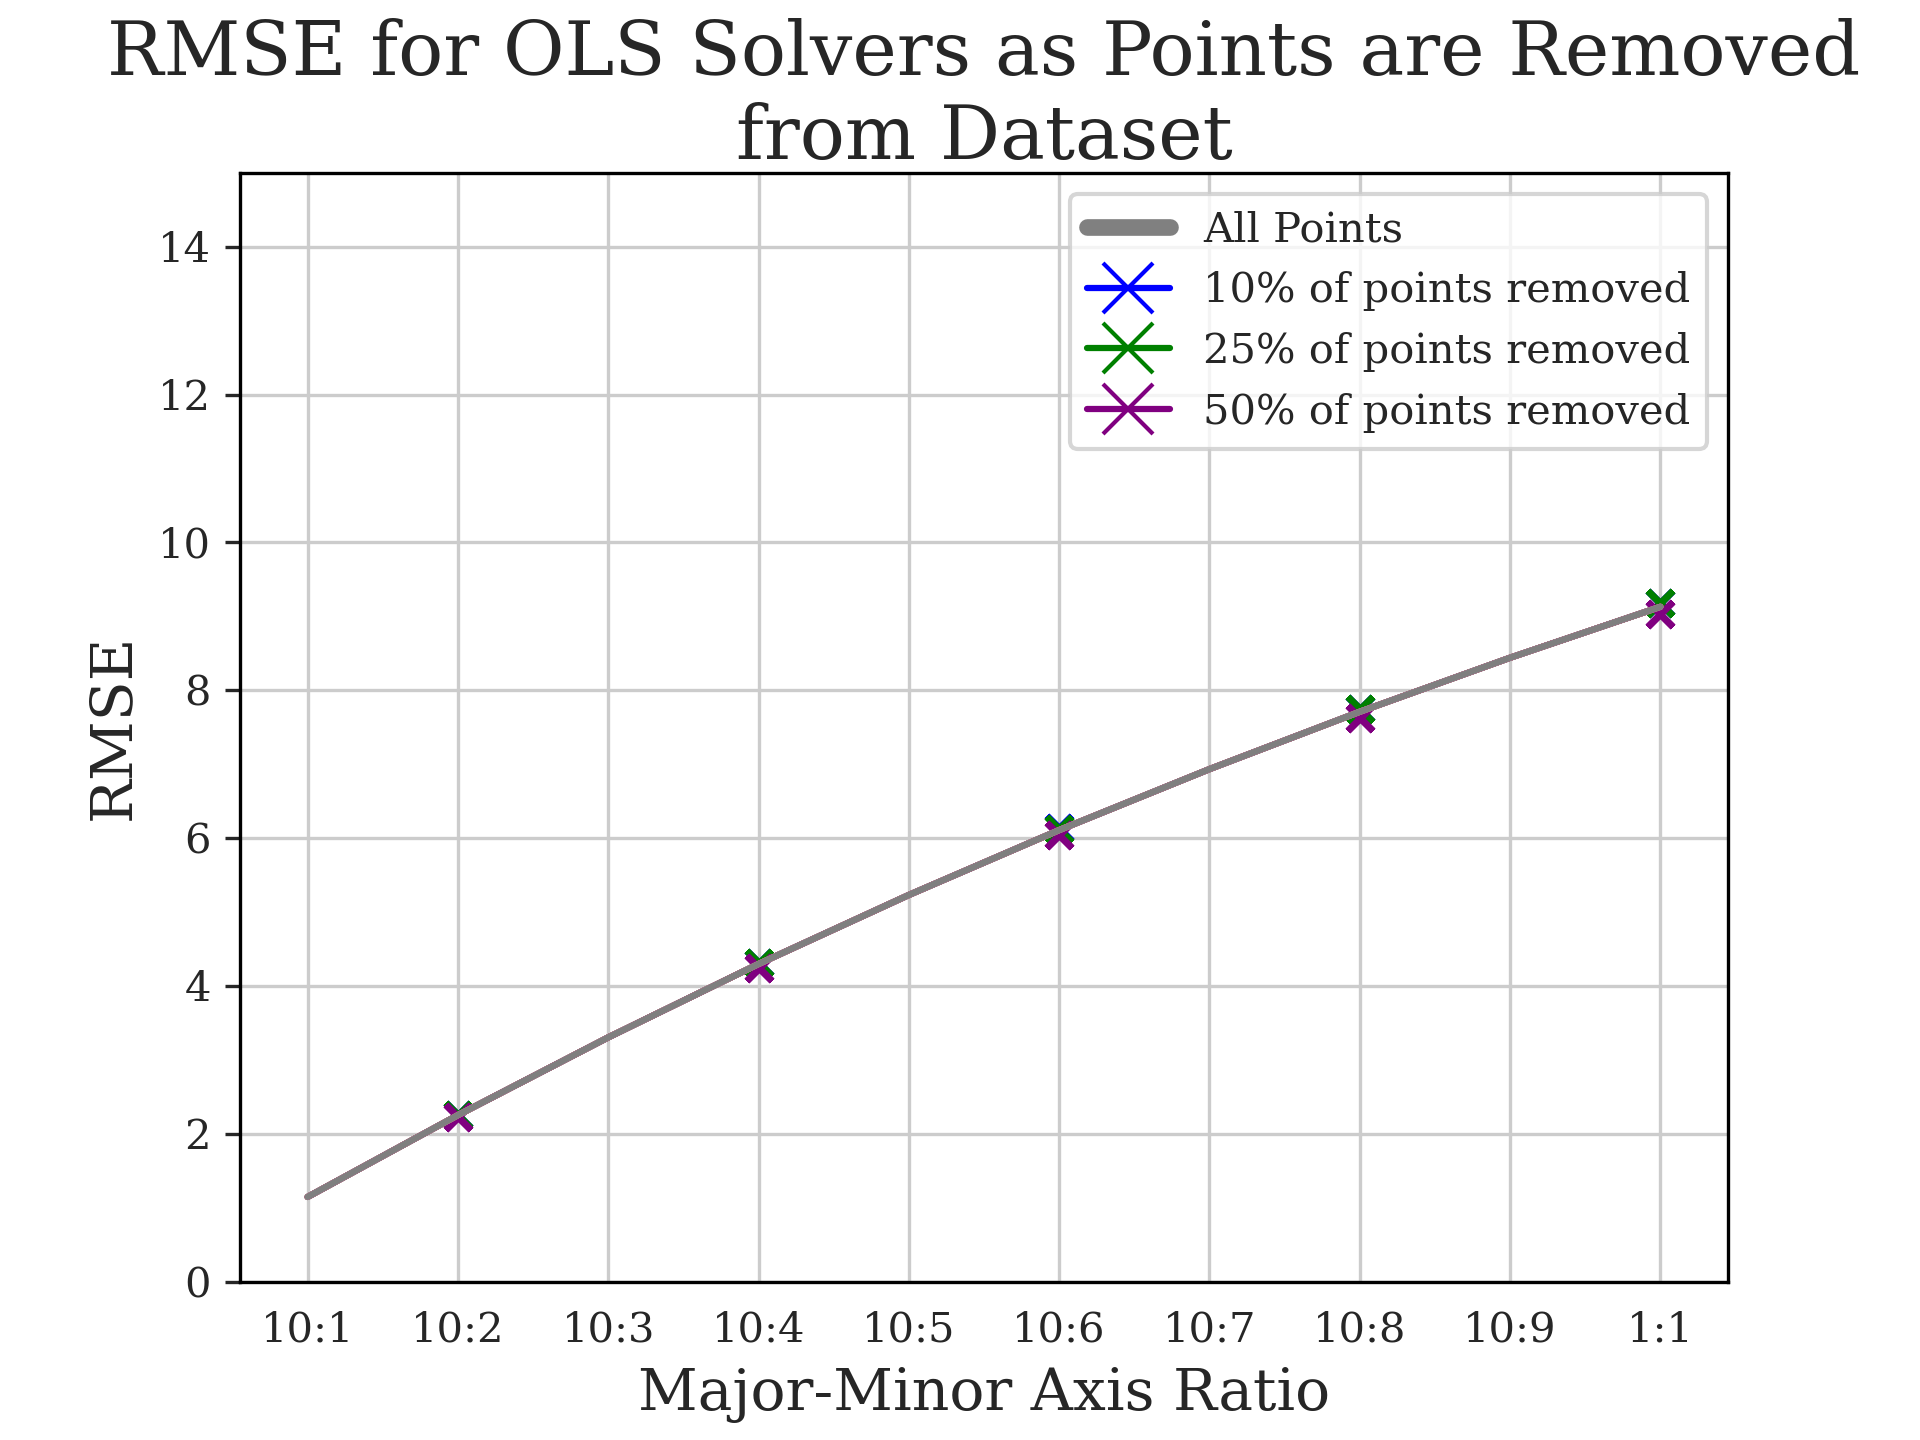 RMSE for OLS Solvers as Points are Removed
from Dataset
All Points
10% of points removed
25% of points removed
50% of points removed
14
12
10
8
6
4
2
0
RMSE
10:1 10:2 10:3 10:4 10:5 10:6 10:7 10:8 10:9 1:1
Major-Minor Axis Ratio